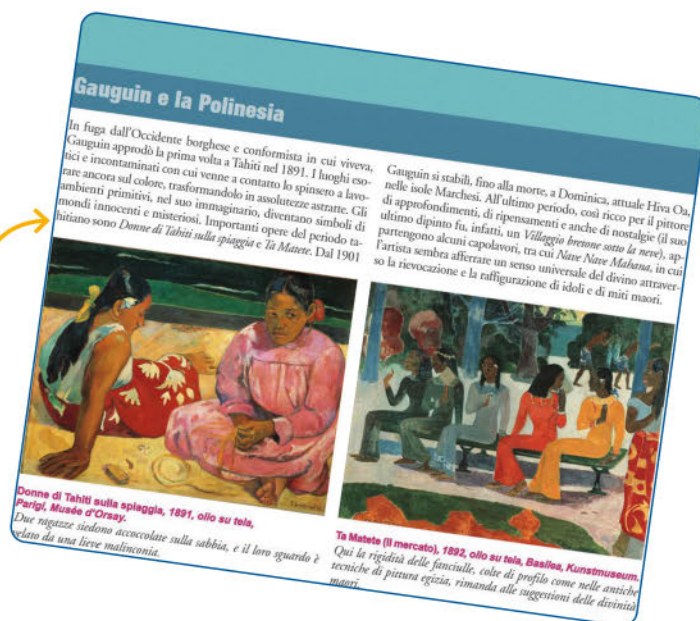 Gauguin e la Polinesia
In fuga dall'Occidente borghese e conformista in cui viveva,
Gauguin approdò la prima volta a Tahiti nel 1891. I luoghi eso-
tici e incontaminati con cui venne a contatto lo spinsero a lavo-
rare ancora sul colore, trasformandolo in assolutezze astratte. Gli
ambienti primitivi, nel suo immaginario, diventano simboli di
mondi innocenti e misteriosi. Importanti opere del periodo ta-
hitiano sono Donne di Tahiti sulla spiaggia e Ta Matete. Dal 1901
Gauguin si stabilì, fino alla morte, a Dominica, attuale Hiva Oa,
nelle isole Marchesi. All'ultimo periodo, così ricco per il pittore
di approfondimenti, di ripensamenti e anche di nostalgie (il suo
ultimo dipinto fu, infatti, un Villaggio bretone sotto la neve), ap-
partengono alcuni capolavori, tra cui Nave Nave Mahana, in cui
l'artista sembra afferrare un senso universale del divino attraver-
so la rievocazione e la raffigurazione di idoli e di miti maori.
Donne di Tahiti sulla spiaggia, 1891, olio su tela,
Parigi, Musée d'Orsay.
Due ragazze siedono accoccolate sulla sabbia, e il loro sguardo è
velato da una lieve malinconia.
Ta Matete (Il mercato), 1892, olio su tela, Basilea, Kunstmuseum.
Qui la rigidità delle fanciulle, colte di profilo come nelle antiche
tecniche di pittura egizia, rimanda alle suggestioni delle divinità
maori.